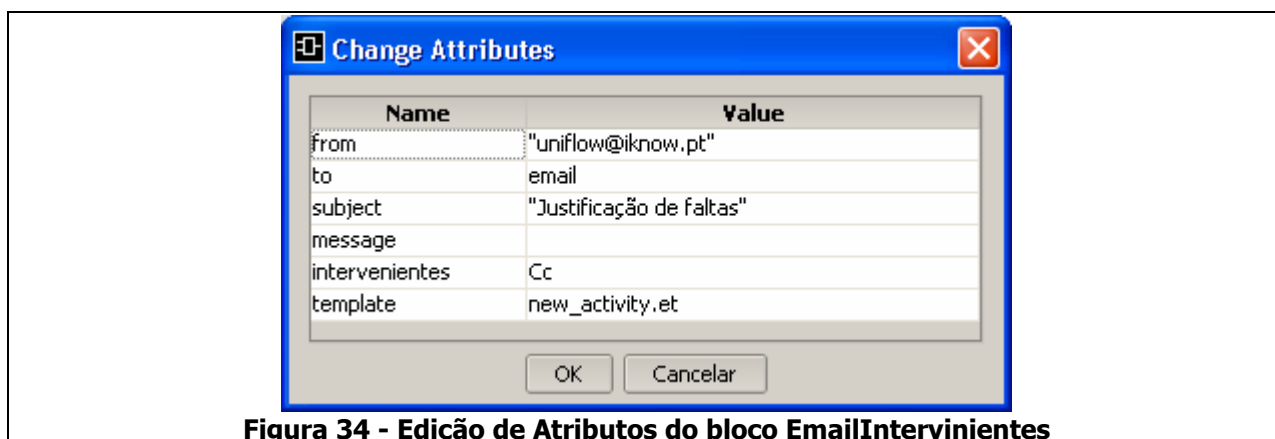 Change Attributes
Name Value
from "uniflow@iknow.pt"
to email
subject "Justificação de faltas"
message
intervenientes Cc
template new_activity.et
OK Cancelar
Figura 34 - Edição de Atributos do bloco EmailIntervinientes